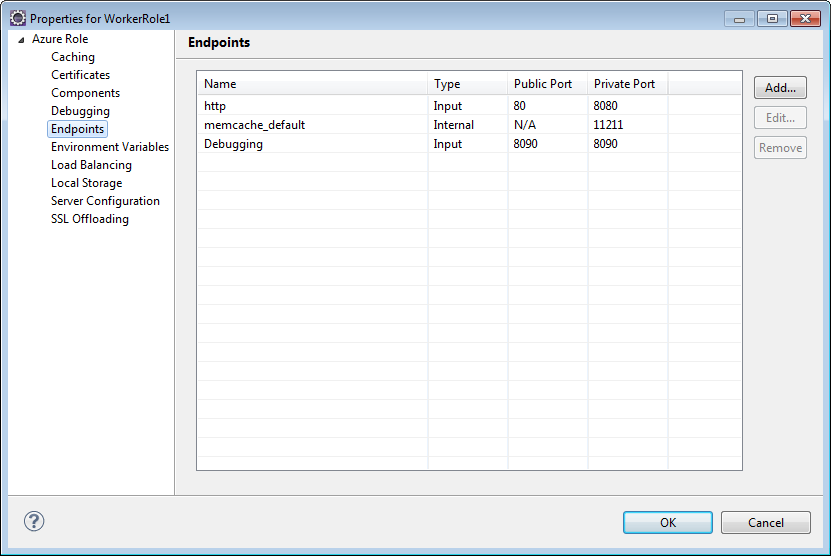 Properties for WorkerRole1
Azure Role
Caching
Certificates
Components
Debugging
Endpoints
Environment Variables
Load Balancing
Local Storage
Server Configuration
SSL Offloading
Endpoints
Name Type Public Port Private Port
http Input 80 8080
memcache_default Internal N/A 11211
Debugging Input 8090 8090
Add...
Edit...
Remove
?
OK Cancel